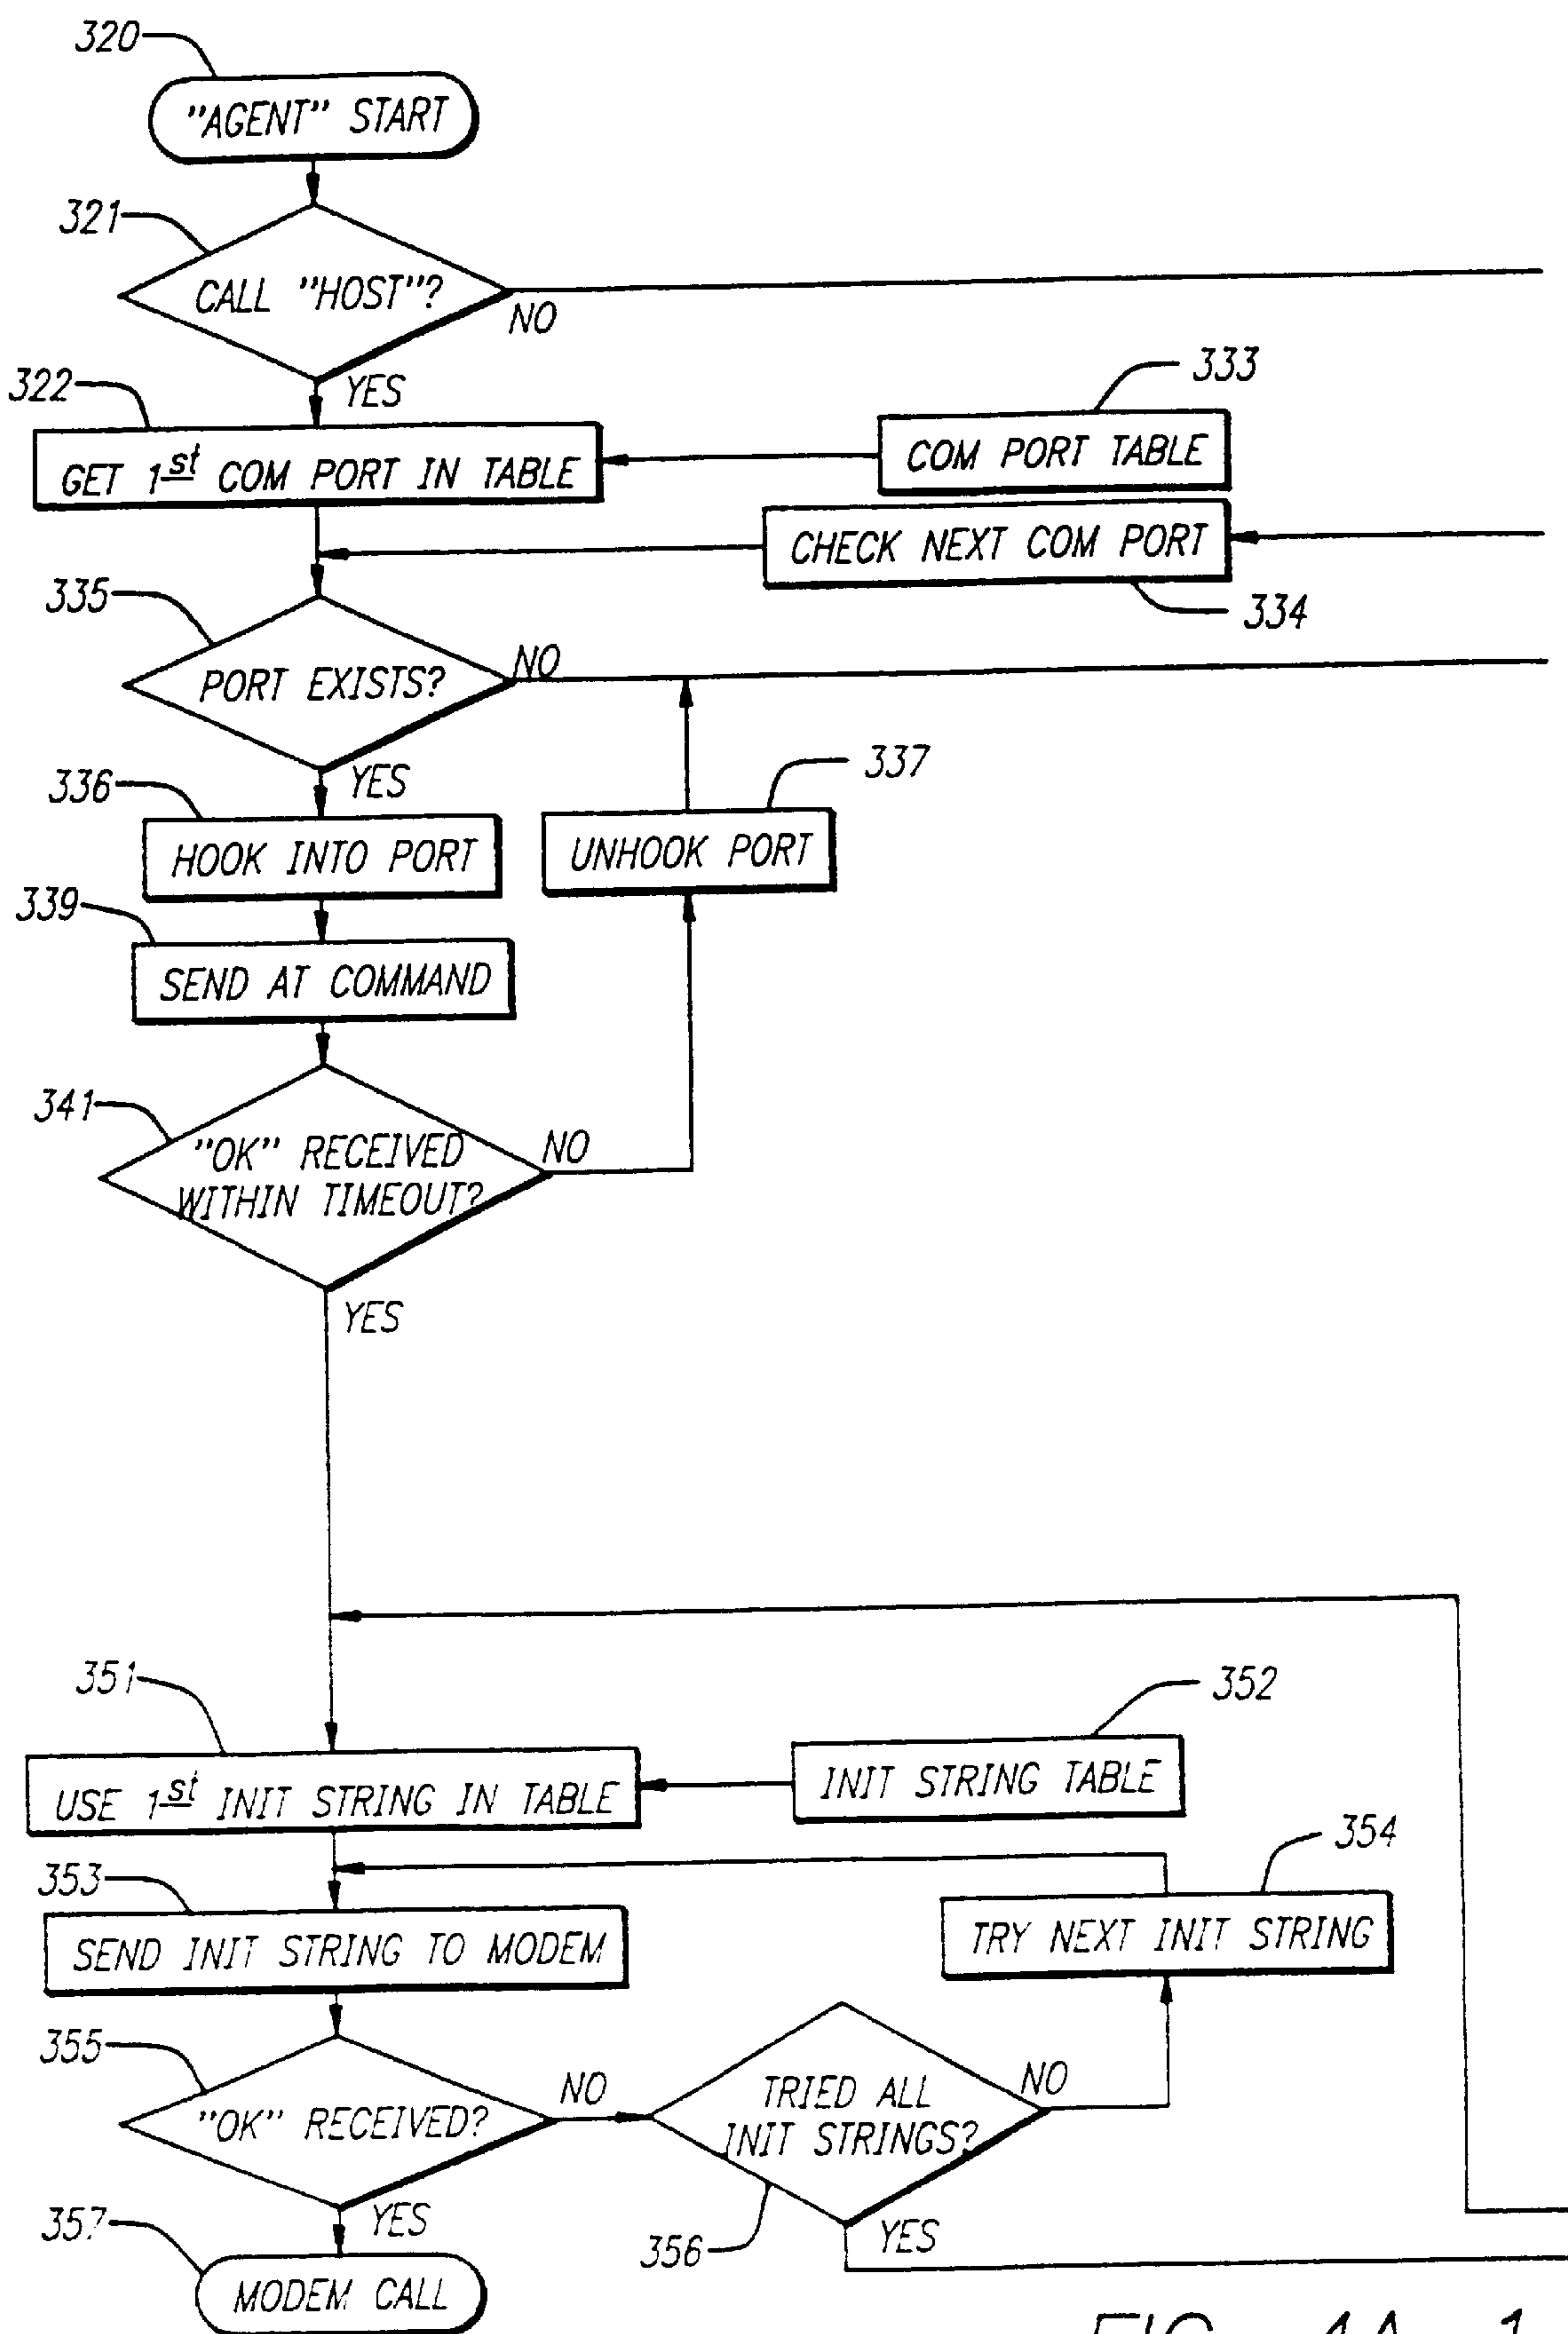 320
"AGENT" START
321
CALL "HOST"?
NO
YES
322
333
GET 1st COM PORT IN TABLE
COM PORT TABLE
CHECK NEXT COM PORT
334
335
PORT EXISTS?
NO
YES
336
337
HOOK INTO PORT
UNHOOK PORT
339
SEND AT COMMAND
341
"OK" RECEIVED
WITHIN TIMEOUT?
NO
YES
351
352
USE 1st INIT STRING IN TABLE
INIT STRING TABLE
354
353
SEND INIT STRING TO MODEM
TRY NEXT INIT STRING
355
"OK" RECEIVED?
NO
TRIED ALL
INIT STRINGS?
NO
YES
356
YES
357
MODEM CALL
FIG. 4A-1